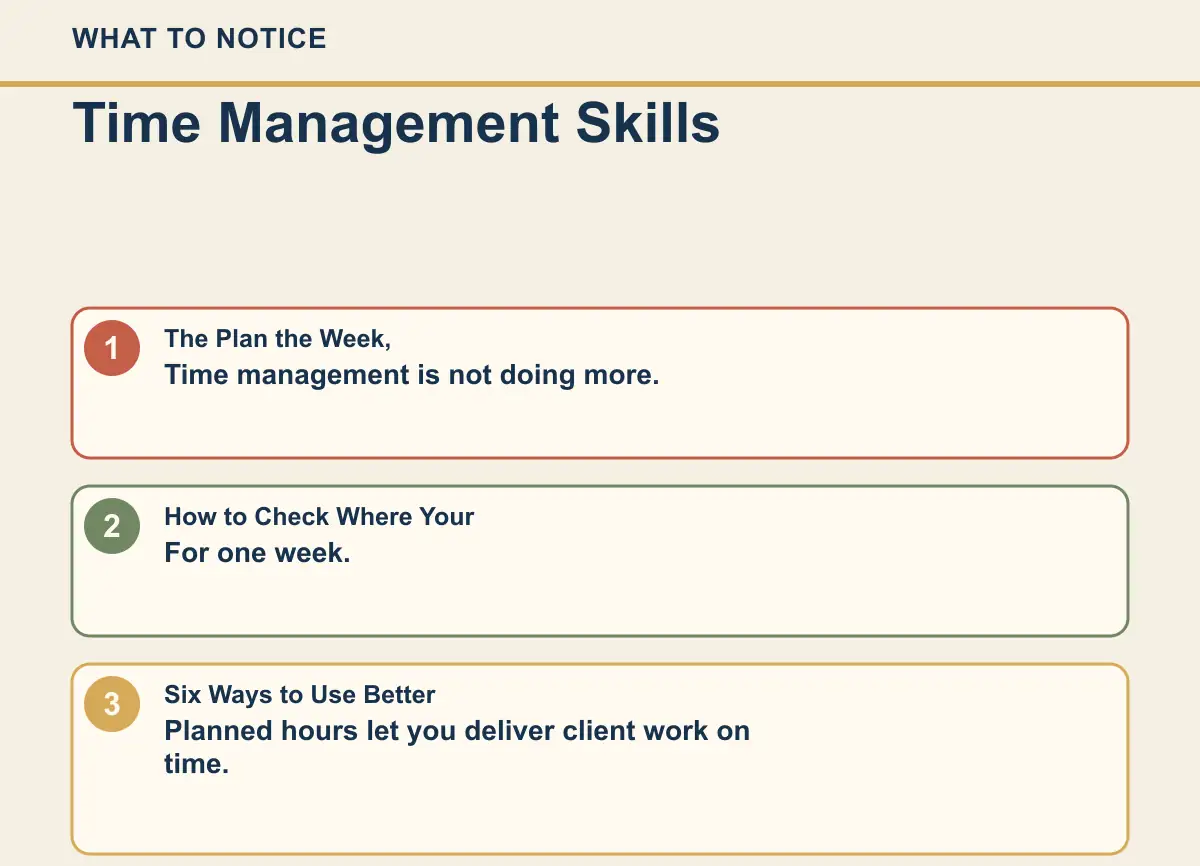 WHAT TO NOTICE
Time Management Skills
1
The Plan the Week,
Time management is not doing more.
2
How to Check Where Your
For one week.
3
Six Ways to Use Better
Planned hours let you deliver client work on
time.